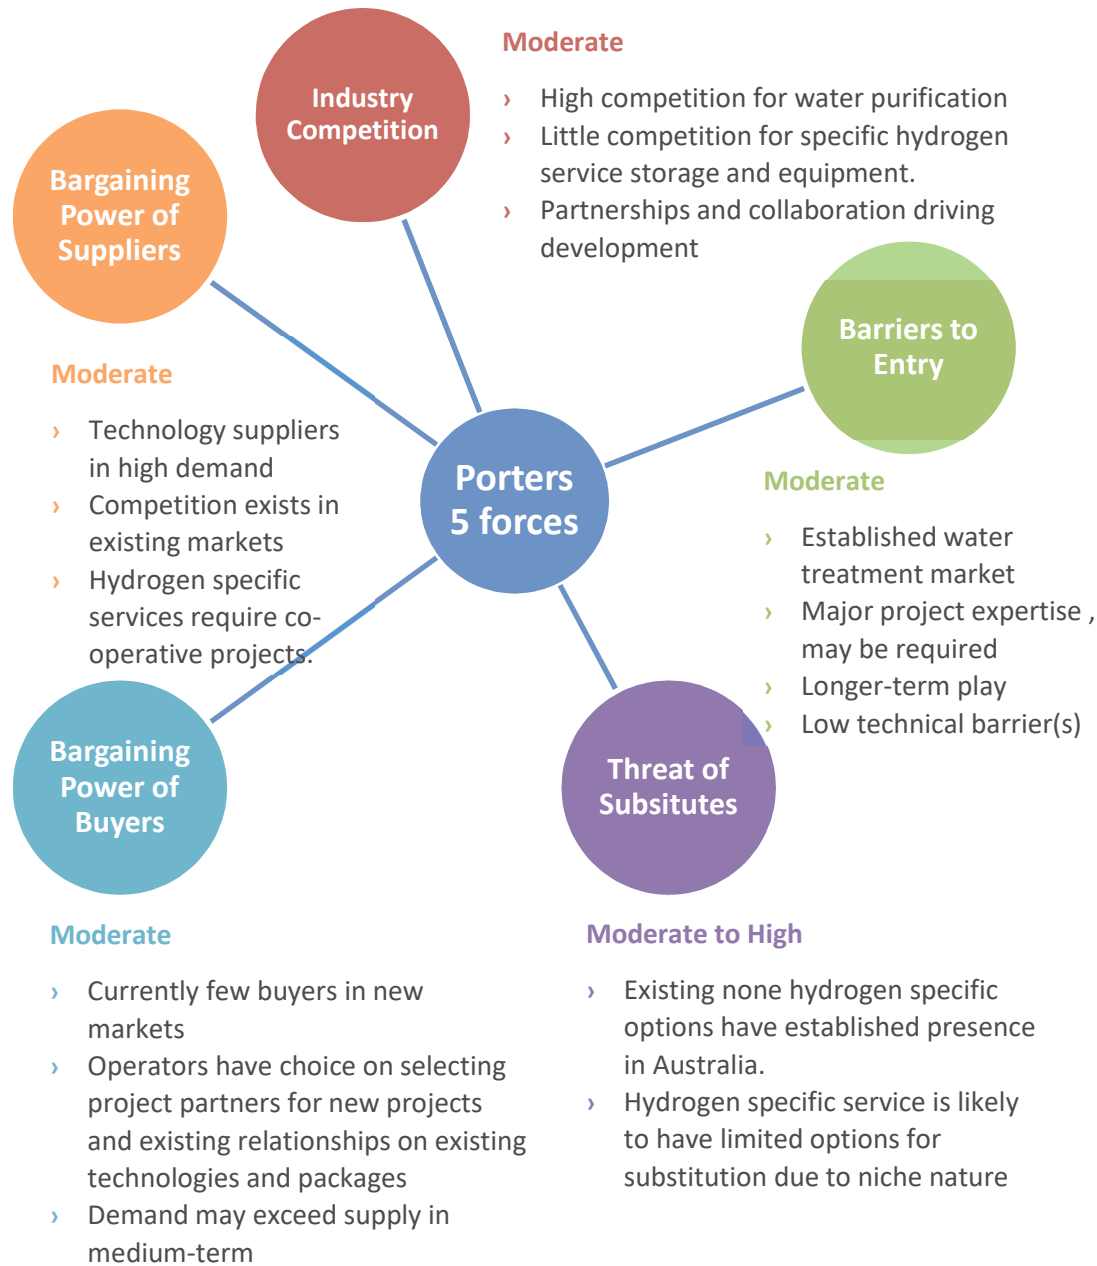 Industry
Competition
Moderate
› High competition for water purification
› Little competition for specific hydrogen
service storage and equipment.
› Partnerships and collaboration driving
development
Bargaining
Power of
Suppliers
Moderate
› Technology suppliers
in high demand
› Competition exists in
existing markets
› Hydrogen specific
services require co-
operative projects.
Barriers to
Entry
Moderate
› Established water
treatment market
› Major project expertise ,
may be required
› Longer-term play
› Low technical barrier(s)
Porters
5 forces
Bargaining
Power of
Buyers
Moderate
› Currently few buyers in new
markets
› Operators have choice on selecting
project partners for new projects
and existing relationships on existing
technologies and packages
› Demand may exceed supply in
medium-term
Threat of
Subsitutes
Moderate to High
› Existing none hydrogen specific
options have established presence
in Australia.
› Hydrogen specific service is likely
to have limited options for
substitution due to niche nature